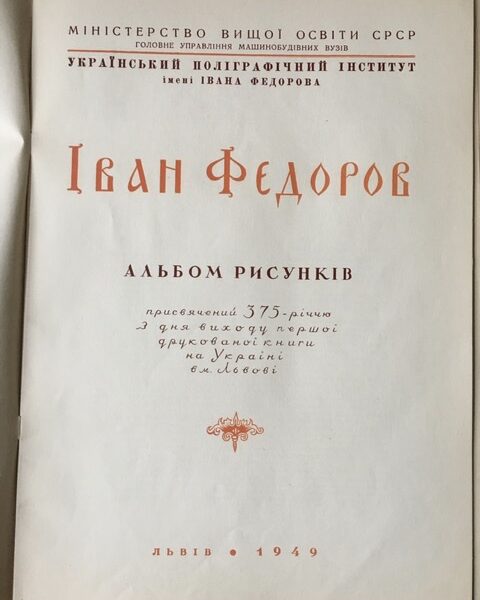 МІНІСТЕРСТВО ВИЩОЇ ОСВІТИ СРСР
ГОЛОВНЕ УПРАВЛІННЯ МАШИНОБУДІВНИХ ВУЗІВ
УКРАЇНСЬКИЙ ПОЛІГРАФІЧНИЙ ІНСТИТУТ
імені ІВАНА ФЕДОРОВА
ІВАН ФЕДОРОВ
АЛЬБОМ РИСУНКІВ
присвячений 375-річчю
З дня виходу першої
друкованої книги
на Україні
в м. Львові
ЛЬВІВ • 1949